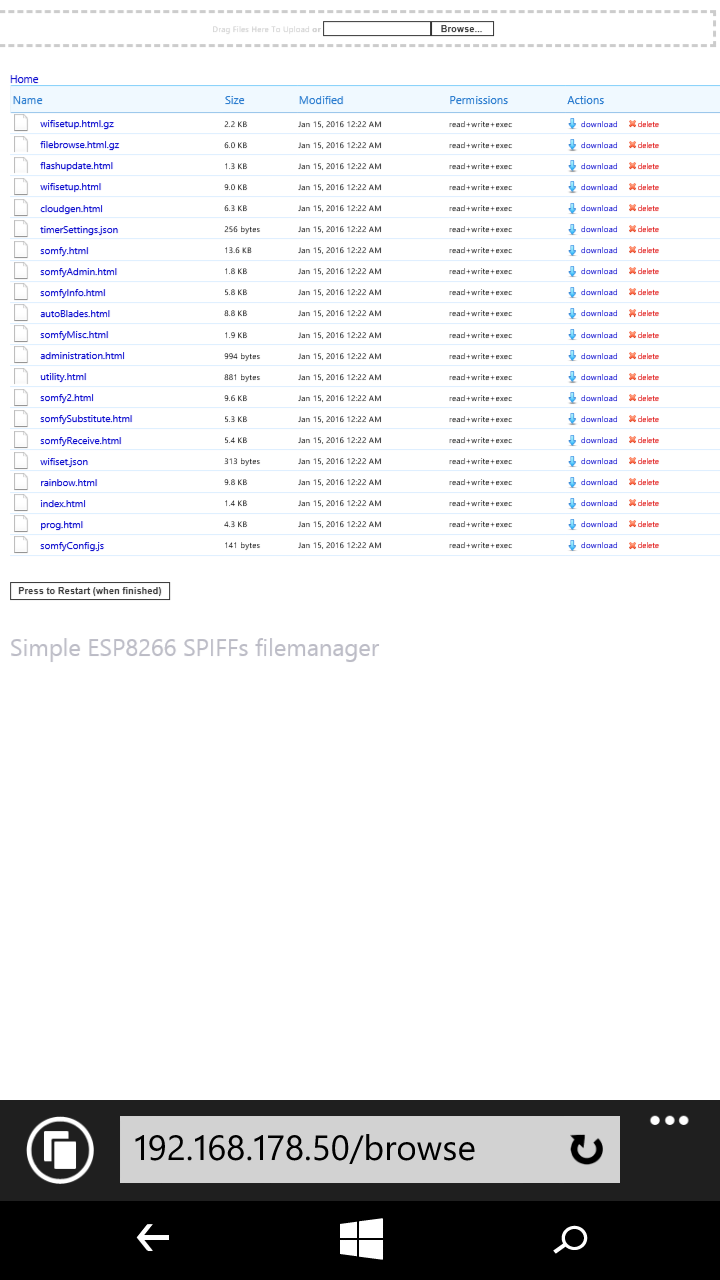 Drag Files Here To Upload or Browse...
Home
Name Size Modified Permissions Actions
wifisetup.html.gz 2.2 KB Jan 15, 2016 12:22 AM read+write+exec download delete
filebrowse.html.gz 6.0 KB Jan 15, 2016 12:22 AM read+write+exec download delete
flashupdate.html 1.3 KB Jan 15, 2016 12:22 AM read+write+exec download delete
wifisetup.html 9.0 KB Jan 15, 2016 12:22 AM read+write+exec download delete
cloudgen.html 6.3 KB Jan 15, 2016 12:22 AM read+write+exec download delete
timerSettings.json 256 bytes Jan 15, 2016 12:22 AM read+write+exec download delete
somfy.html 13.6 KB Jan 15, 2016 12:22 AM read+write+exec download delete
somfyAdmin.html 1.8 KB Jan 15, 2016 12:22 AM read+write+exec download delete
somfyInfo.html 5.8 KB Jan 15, 2016 12:22 AM read+write+exec download delete
autoBlades.html 8.8 KB Jan 15, 2016 12:22 AM read+write+exec download delete
somfyMisc.html 1.9 KB Jan 15, 2016 12:22 AM read+write+exec download delete
administration.html 994 bytes Jan 15, 2016 12:22 AM read+write+exec download delete
utility.html 881 bytes Jan 15, 2016 12:22 AM read+write+exec download delete
somfy2.html 9.6 KB Jan 15, 2016 12:22 AM read+write+exec download delete
somfySubstitute.html 5.3 KB Jan 15, 2016 12:22 AM read+write+exec download delete
somfyReceive.html 5.4 KB Jan 15, 2016 12:22 AM read+write+exec download delete
wifiset.json 313 bytes Jan 15, 2016 12:22 AM read+write+exec download delete
rainbow.html 9.8 KB Jan 15, 2016 12:22 AM read+write+exec download delete
index.html 1.4 KB Jan 15, 2016 12:22 AM read+write+exec download delete
prog.html 4.3 KB Jan 15, 2016 12:22 AM read+write+exec download delete
somfyConfig.js 141 bytes Jan 15, 2016 12:22 AM read+write+exec download delete
Press to Restart (when finished)
Simple ESP8266 SPIFFs filemanager
192.168.178.50/browse